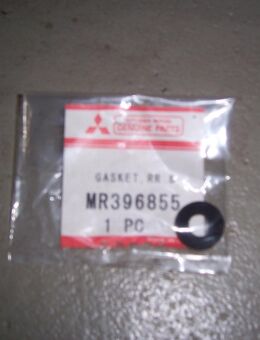 GENUINE PARTS
GASKET, RR
MR396855
1 PC